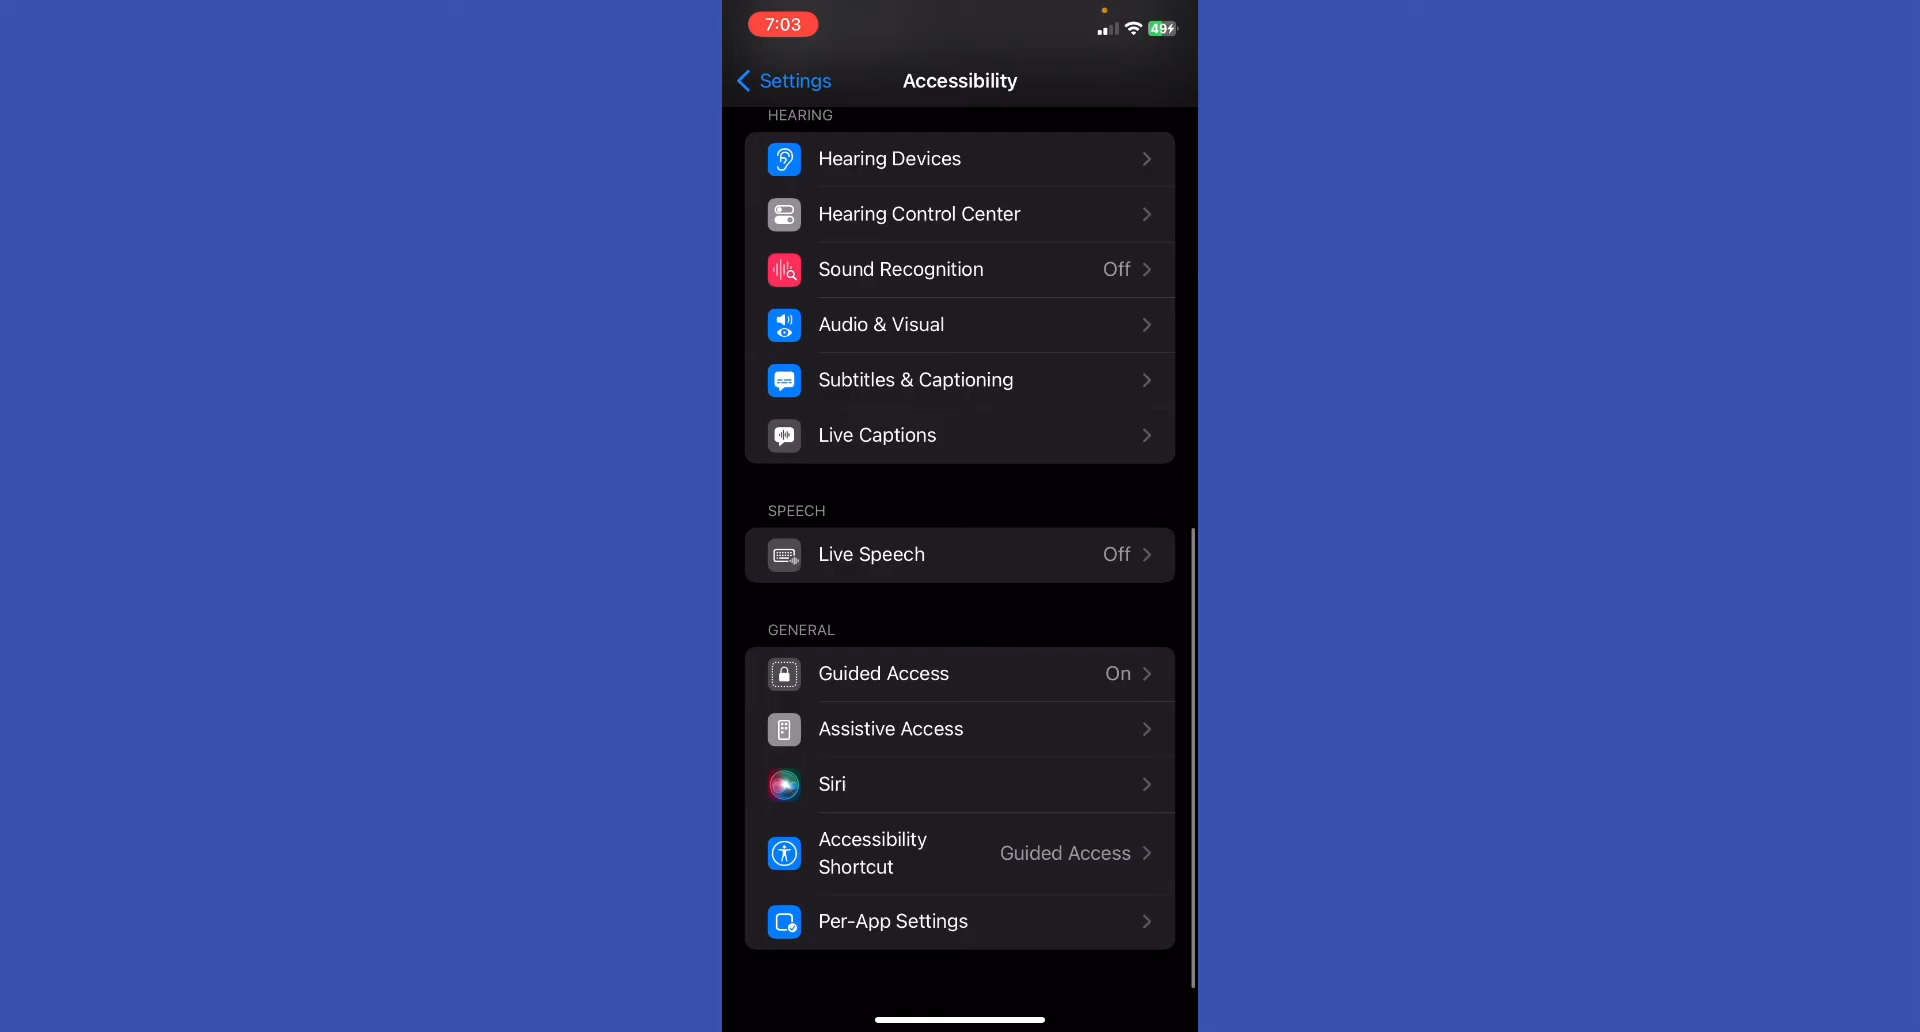 7:03
49
Settings
Accessibility
HEARING
Hearing Devices
Hearing Control Center
Sound Recognition Off
Audio & Visual
Subtitles & Captioning
Live Captions
SPEECH
Live Speech Off
GENERAL
Guided Access On
Assistive Access
Siri
Accessibility
Shortcut
Guided Access
Per-App Settings